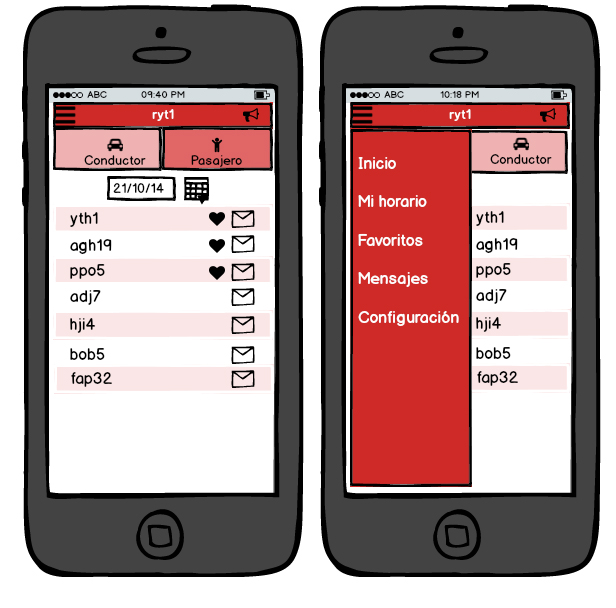 ABC 09:40 PM
ryt1
Conductor Pasajero
21/10/14
yth1
agh19
ppo5
adj7
hji4
bob5
fap32
ABC 10:18 PM
ryt1
Inicio
Mi horario
Favoritos
Mensajes
Configuración
Conductor
yth1
agh19
ppo5
adj7
hji4
bob5
fap32